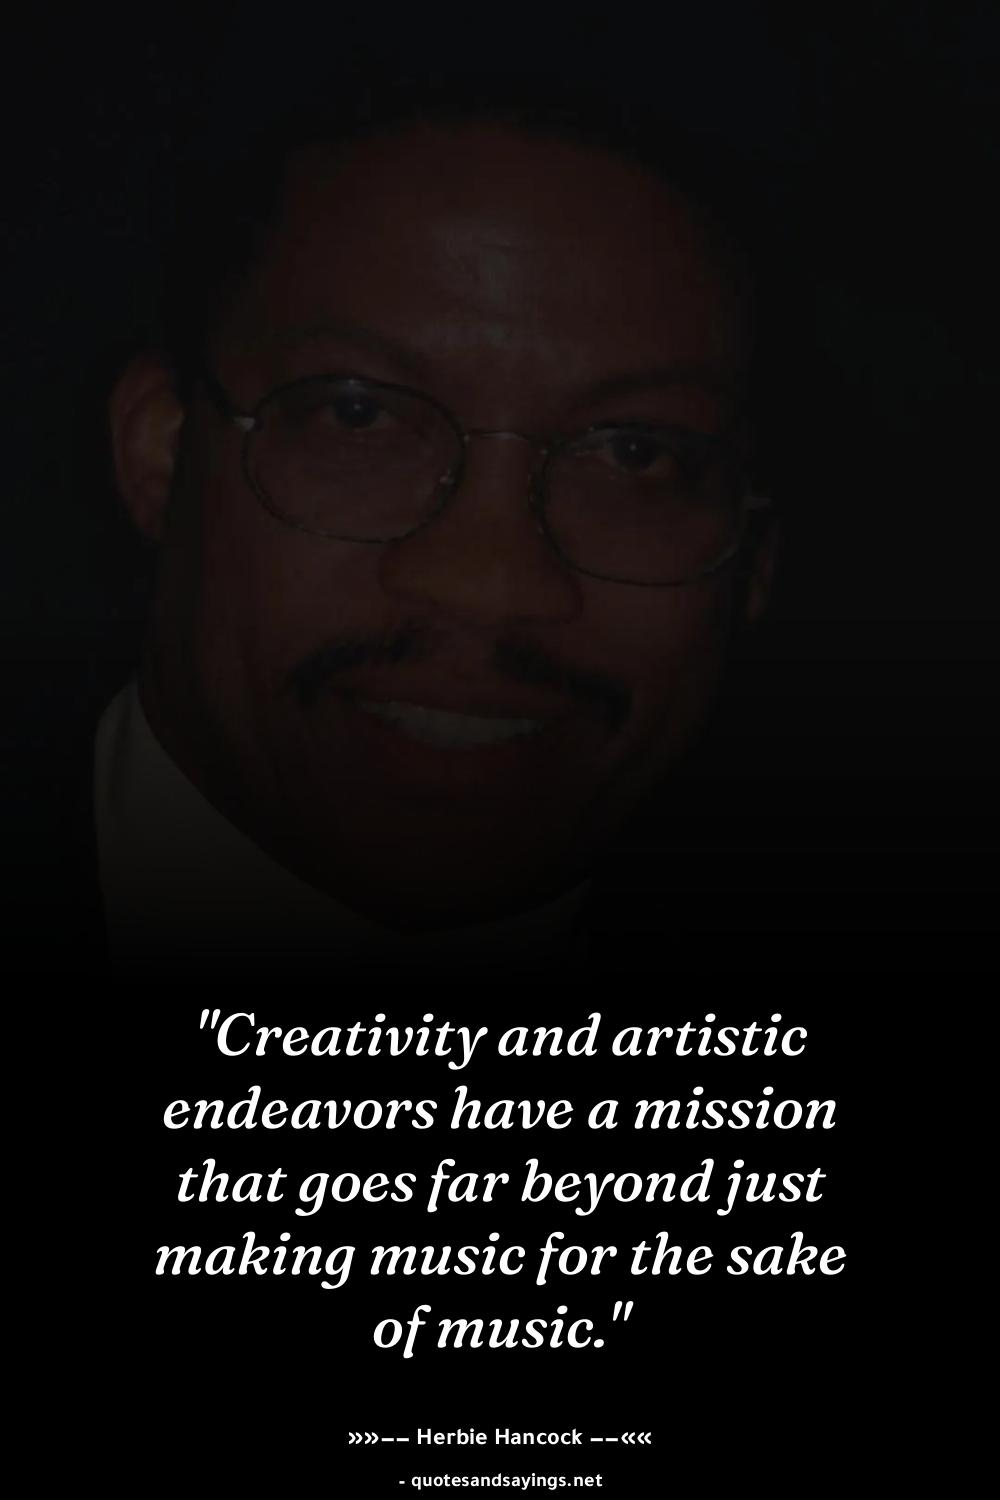 "Creativity and artistic
endeavors have a mission
that goes far beyond just
making music for the sake
of music."
»»–– Herbie Hancock ––««
- quotesandsayings.net